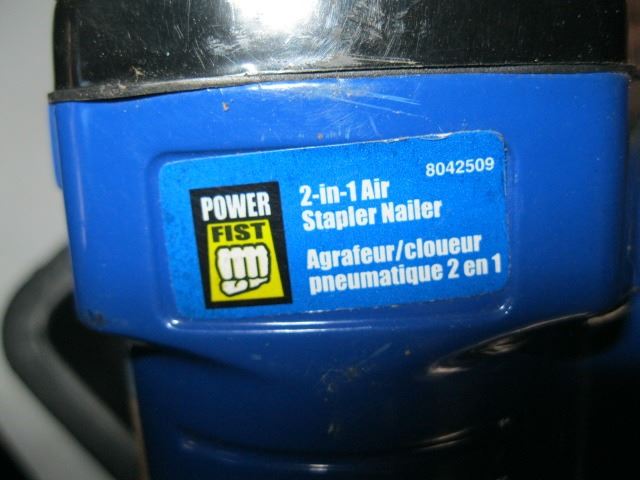 8042509
POWER
FIST
2-in-1 Air
Stapler Nailer
Agrafeur/cloueur
pneumatique 2 en 1